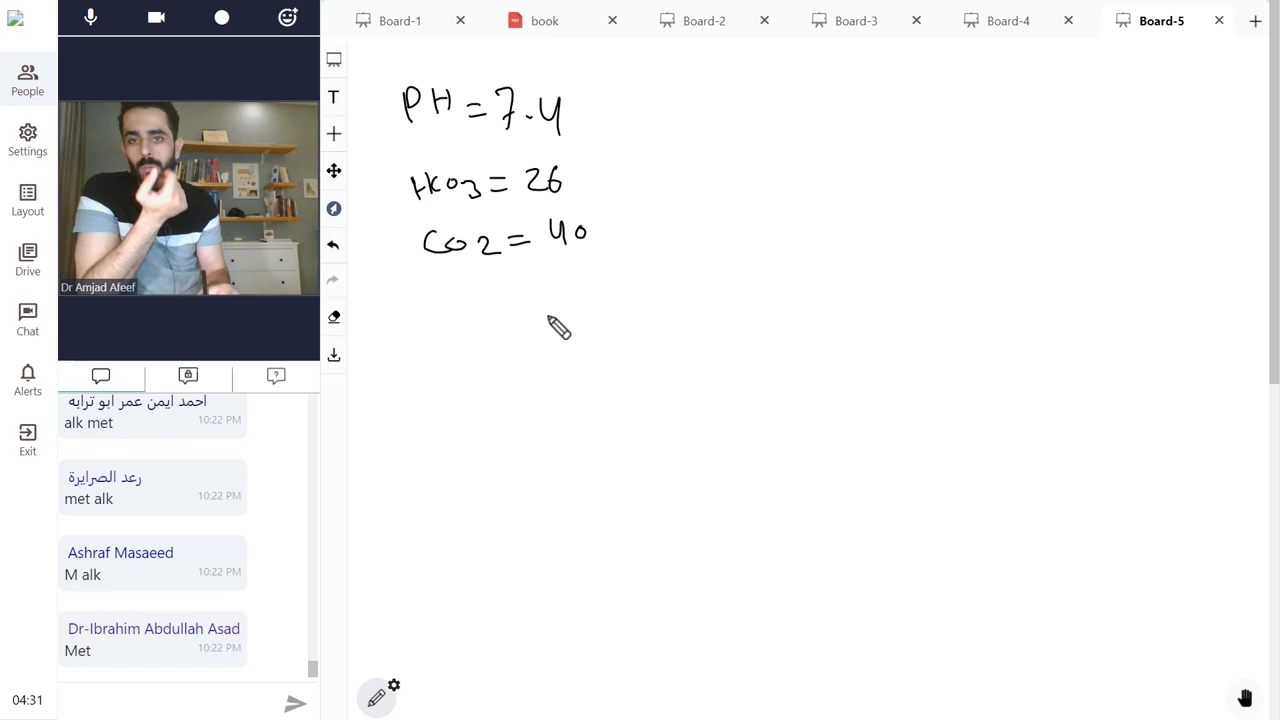 Board-1
book
Board-2
Board-3
Board-4
Board-5
People
Settings
Layout
Drive
Chat
Alerts
Exit
04:31
Dr Amjad Afeef
احمد ايمن عمر ابو ترابه
alk met
10:22 PM
رعد الصرايرة
met alk
10:22 PM
Ashraf Masaeed
M alk
10:22 PM
Dr-Ibrahim Abdullah Asad
Met
10:22 PM
PH = 7.4
HCO3 = 26
CO2 = 40